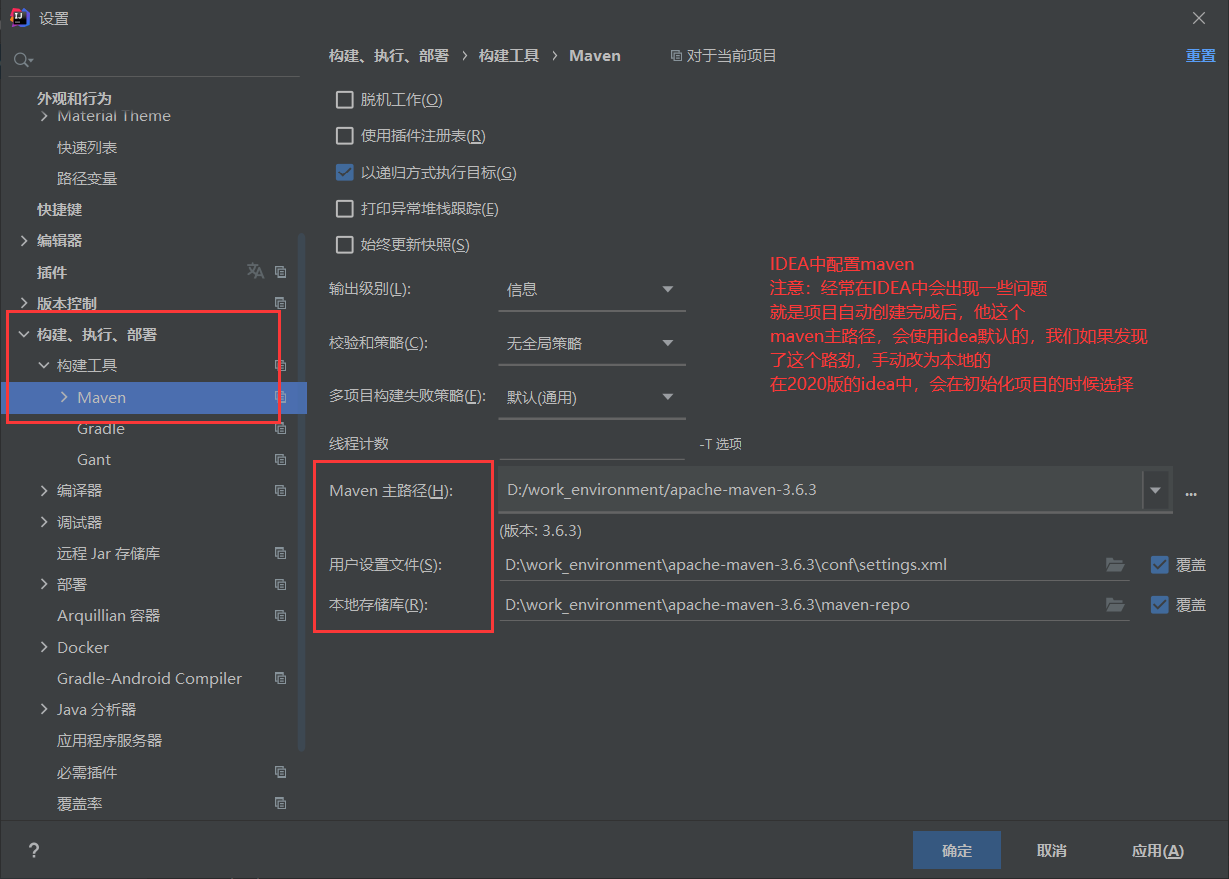 设置
外观和行为
Material Theme
快速列表
路径变量
快捷键
编辑器
插件
版本控制
构建、执行、部署
构建工具
Maven
Gradle
Gant
编译器
调试器
远程 Jar 存储库
部署
Arquillian 容器
Docker
Gradle-Android Compiler
Java 分析器
应用程序服务器
必需插件
覆盖率
构建、执行、部署 › 构建工具 › Maven 对于当前项目 重置
脱机工作(O)
使用插件注册表(R)
以递归方式执行目标(G)
打印异常堆栈跟踪(E)
始终更新快照(S)
输出级别(L): 信息
校验和策略(C): 无全局策略
多项目构建失败策略(F): 默认(通用)
线程计数 -T 选项
Maven 主路径(H): D:/work_environment/apache-maven-3.6.3 ...
(版本: 3.6.3)
用户设置文件(S): D:\work_environment\apache-maven-3.6.3\conf\settings.xml 覆盖
本地存储库(R): D:\work_environment\apache-maven-3.6.3\maven-repo 覆盖
IDEA中配置maven
注意：经常在IDEA中会出现一些问题
就是项目自动创建完成后，他这个
maven主路径，会使用idea默认的，我们如果发现
了这个路劲，手动改为本地的
在2020版的idea中，会在初始化项目的时候选择
? 确定 取消 应用(A)